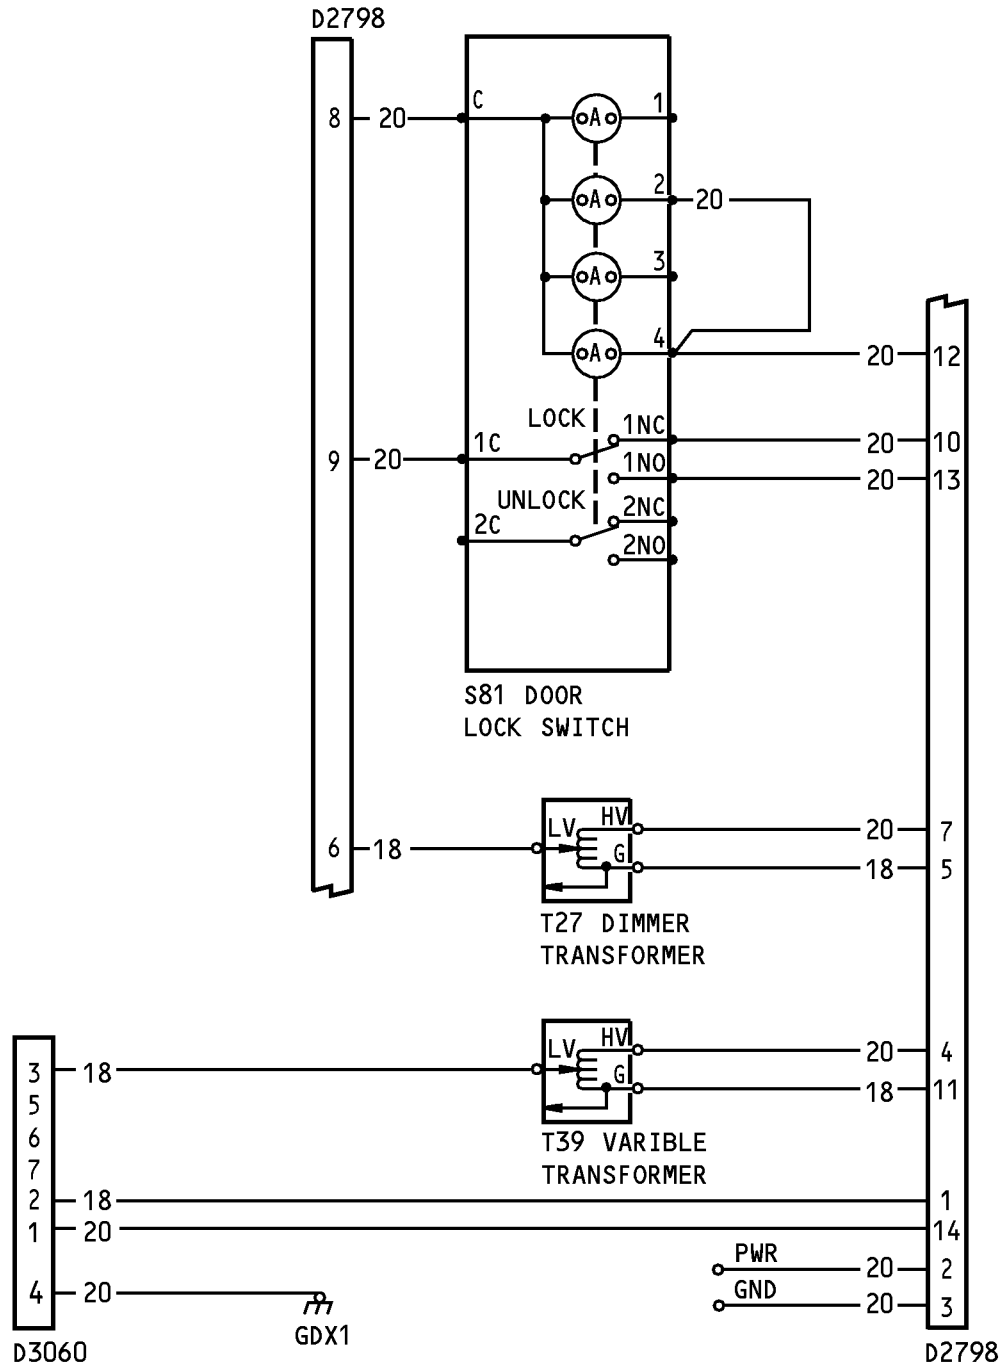 D2798
8 20 C A 1
A 2 20
A 3
A 4 20 12
LOCK 1NC 20 10
9 20 1C 1NO 20 13
UNLOCK 2NC
2C 2NO
S81 DOOR
LOCK SWITCH
HV 20 7
6 18 LV G 18 5
T27 DIMMER
TRANSFORMER
HV 20 4
3 18 LV G 18 11
5
6
7
T39 VARIBLE
TRANSFORMER
2 18 1
1 20 14
PWR 20 2
4 20 GND 20 3
GDX1
D3060 D2798